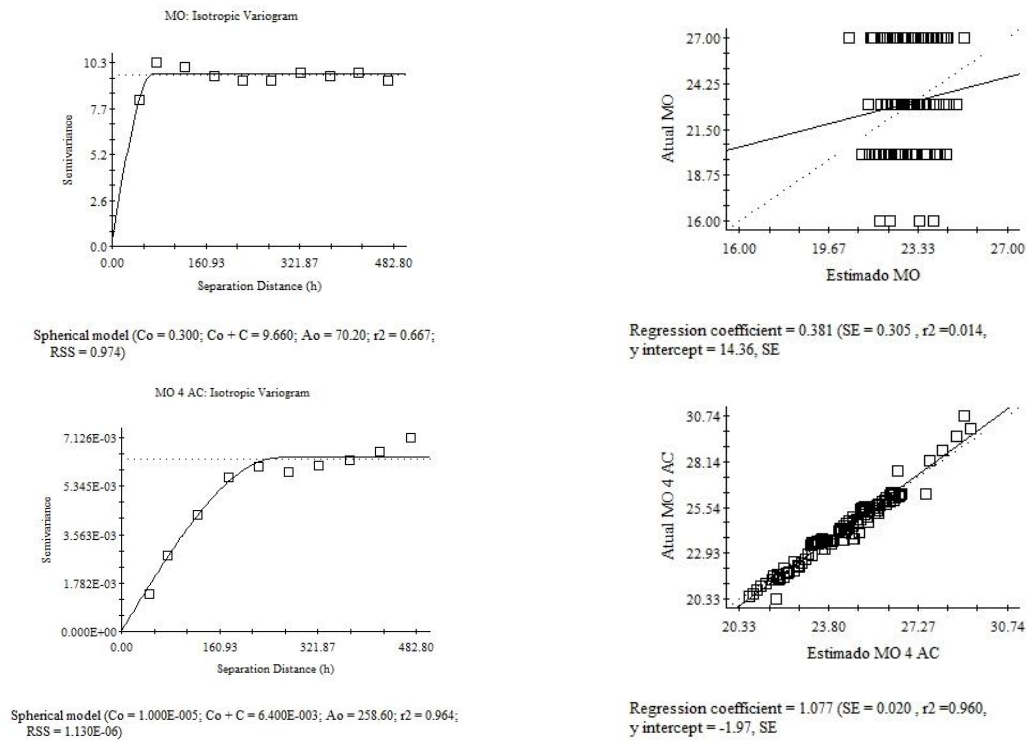 MO: Isotropic Variogram
10.3
7.7
5.2
2.6
0.0
Semivariance
0.00 160.93 321.87 482.80
Separation Distance (h)
Spherical model (Co = 0.300; Co + C = 9.660; Ao = 70.20; r2 = 0.667;
RSS = 0.974)
27.00
24.25
21.50
18.75
16.00
Atual MO
16.00 19.67 23.33 27.00
Estimado MO
Regression coefficient = 0.381 (SE = 0.305 , r2 =0.014,
y intercept = 14.36, SE
MO 4 AC: Isotropic Variogram
7.126E-03
5.345E-03
3.563E-03
1.782E-03
0.000E+00
Semivariance
0.00 160.93 321.87 482.80
Separation Distance (h)
Spherical model (Co = 1.000E-005; Co + C = 6.400E-003; Ao = 258.60; r2 = 0.964;
RSS = 1.130E-06)
30.74
28.14
25.54
22.93
20.33
Atual MO 4 AC
20.33 23.80 27.27 30.74
Estimado MO 4 AC
Regression coefficient = 1.077 (SE = 0.020 , r2 =0.960,
y intercept = -1.97, SE